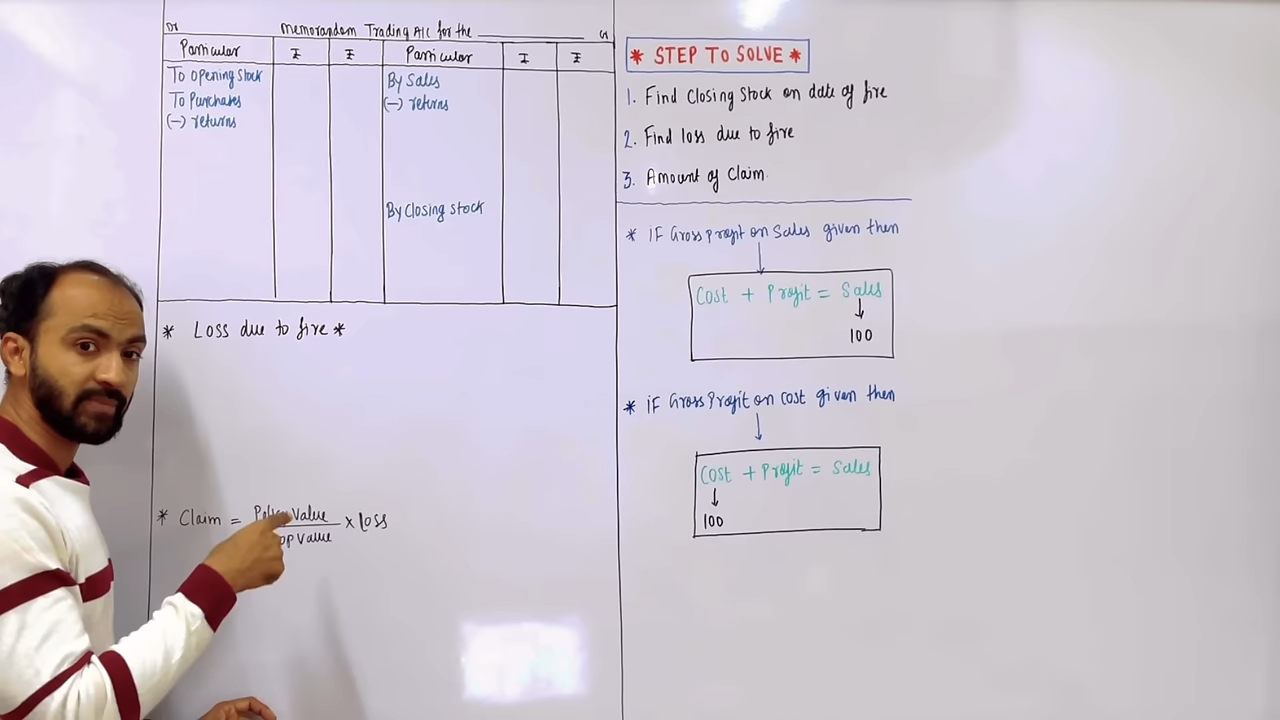 Dr Memorandom Trading A/C for the ____________ Cr
Particular ₹ ₹ Particular ₹ ₹
To Opening Stock
To Purchases
(-) returns
By Sales
(-) returns
By Closing Stock
* Loss due to fire *
* Claim = Policy Value × Loss
Value
* STEP TO SOLVE *
1. Find Closing Stock on date of fire
2. Find loss due to fire
3. Amount of Claim.
* IF Gross Profit on Sales given then
Cost + Profit = Sales
100
* IF Gross Profit on Cost given then
Cost + Profit = Sales
100